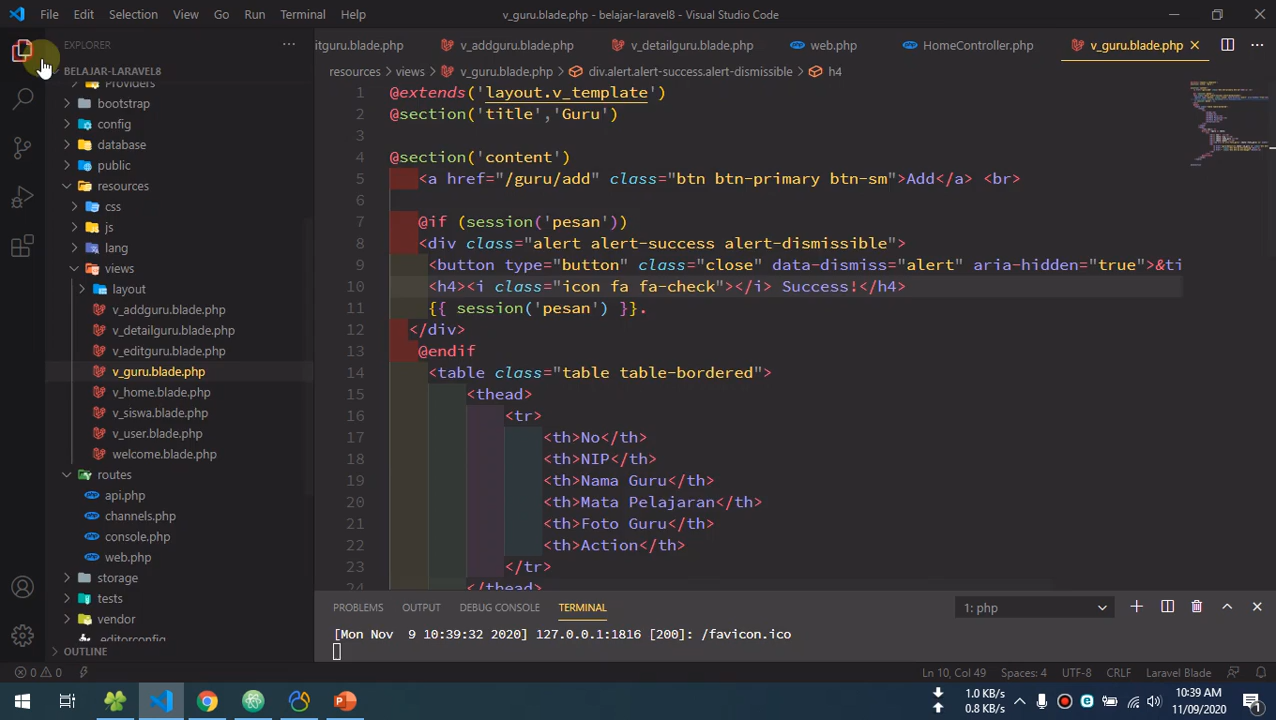 File Edit Selection View Go Run Terminal Help
v_guru.blade.php - belajar-laravel8 - Visual Studio Code
EXPLORER
itguru.blade.php v_addguru.blade.php v_detailguru.blade.php web.php HomeController.php v_guru.blade.php
BELAJAR-LARAVEL8
resources views v_guru.blade.php div.alert.alert-success.alert-dismissible h4
Providers
bootstrap
config
database
public
resources
css
js
lang
views
layout
v_addguru.blade.php
v_detailguru.blade.php
v_editguru.blade.php
v_guru.blade.php
v_home.blade.php
v_siswa.blade.php
v_user.blade.php
welcome.blade.php
routes
api.php
channels.php
console.php
web.php
storage
tests
vendor
.editorconfig
OUTLINE
1 @extends('layout.v_template')
2 @section('title','Guru')
3
4 @section('content')
5 <a href="/guru/add" class="btn btn-primary btn-sm">Add</a> <br>
6
7 @if (session('pesan'))
8 <div class="alert alert-success alert-dismissible">
9 <button type="button" class="close" data-dismiss="alert" aria-hidden="true">&ti
10 <h4><i class="icon fa fa-check"></i> Success!</h4>
11 {{ session('pesan') }}.
12 </div>
13 @endif
14 <table class="table table-bordered">
15 <thead>
16 <tr>
17 <th>No</th>
18 <th>NIP</th>
19 <th>Nama Guru</th>
20 <th>Mata Pelajaran</th>
21 <th>Foto Guru</th>
22 <th>Action</th>
23 </tr>
24 </thead>
PROBLEMS OUTPUT DEBUG CONSOLE TERMINAL 1: php
[Mon Nov  9 10:39:32 2020] 127.0.0.1:1816 [200]: /favicon.ico
0 0 Ln 10, Col 49 Spaces: 4 UTF-8 CRLF Laravel Blade
1.0 KB/s
0.8 KB/s
10:39 AM
11/09/2020
1